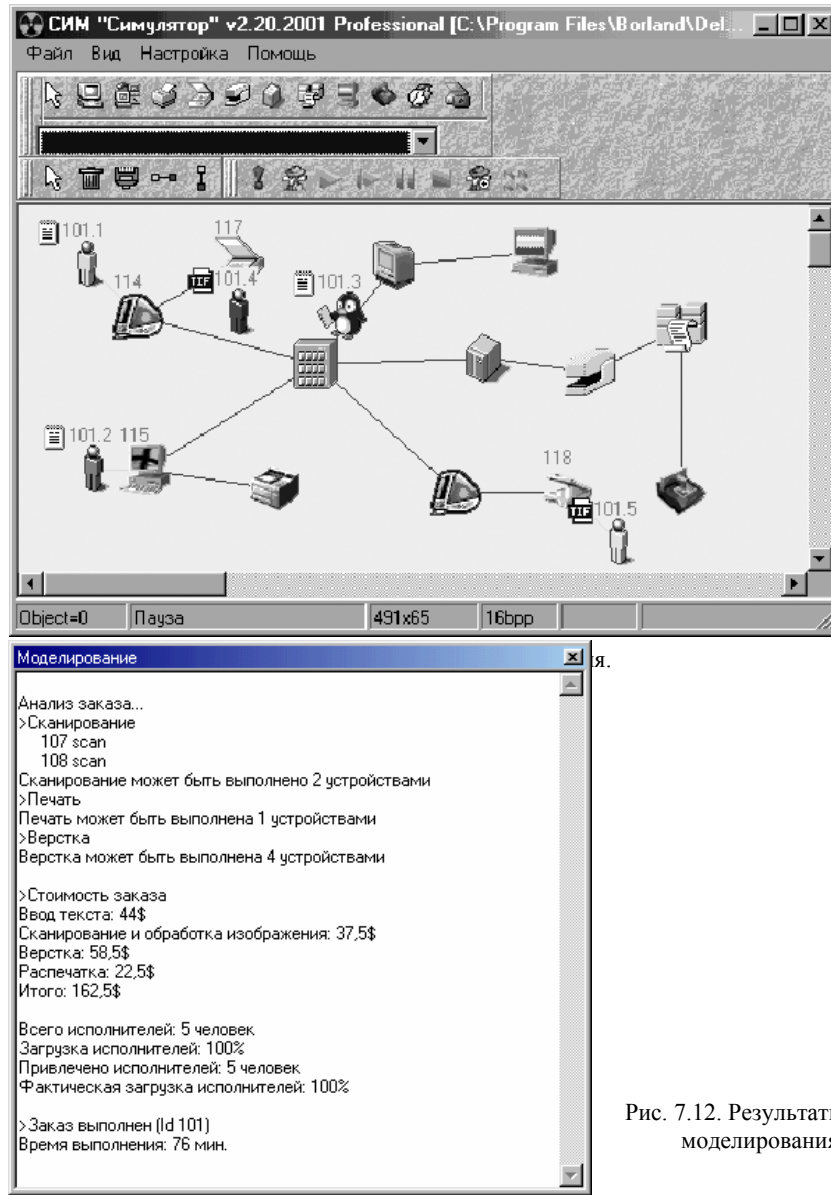 СИМ "Симулятор" v2.20.2001 Professional [C:\Program Files\Borland\Del...
Файл Вид Настройка Помощь
101.1
117
114
TIF
101.4
101.3
101.2
115
118
TIF
101.5
Object=0 Пауза 491x65 16bpp
Моделирование
я.
Анализ заказа...
>Сканирование
107 scan
108 scan
Сканирование может быть выполнено 2 устройствами
>Печать
Печать может быть выполнена 1 устройствами
>Верстка
Верстка может быть выполнена 4 устройствами
>Стоимость заказа
Ввод текста: 44$
Сканирование и обработка изображения: 37,5$
Верстка: 58,5$
Распечатка: 22,5$
Итого: 162,5$
Всего исполнителей: 5 человек
Загрузка исполнителей: 100%
Привлечено исполнителей: 5 человек
Фактическая загрузка исполнителей: 100%
>Заказ выполнен (Id 101)
Время выполнения: 76 мин.
Рис. 7.12. Результат
моделирования